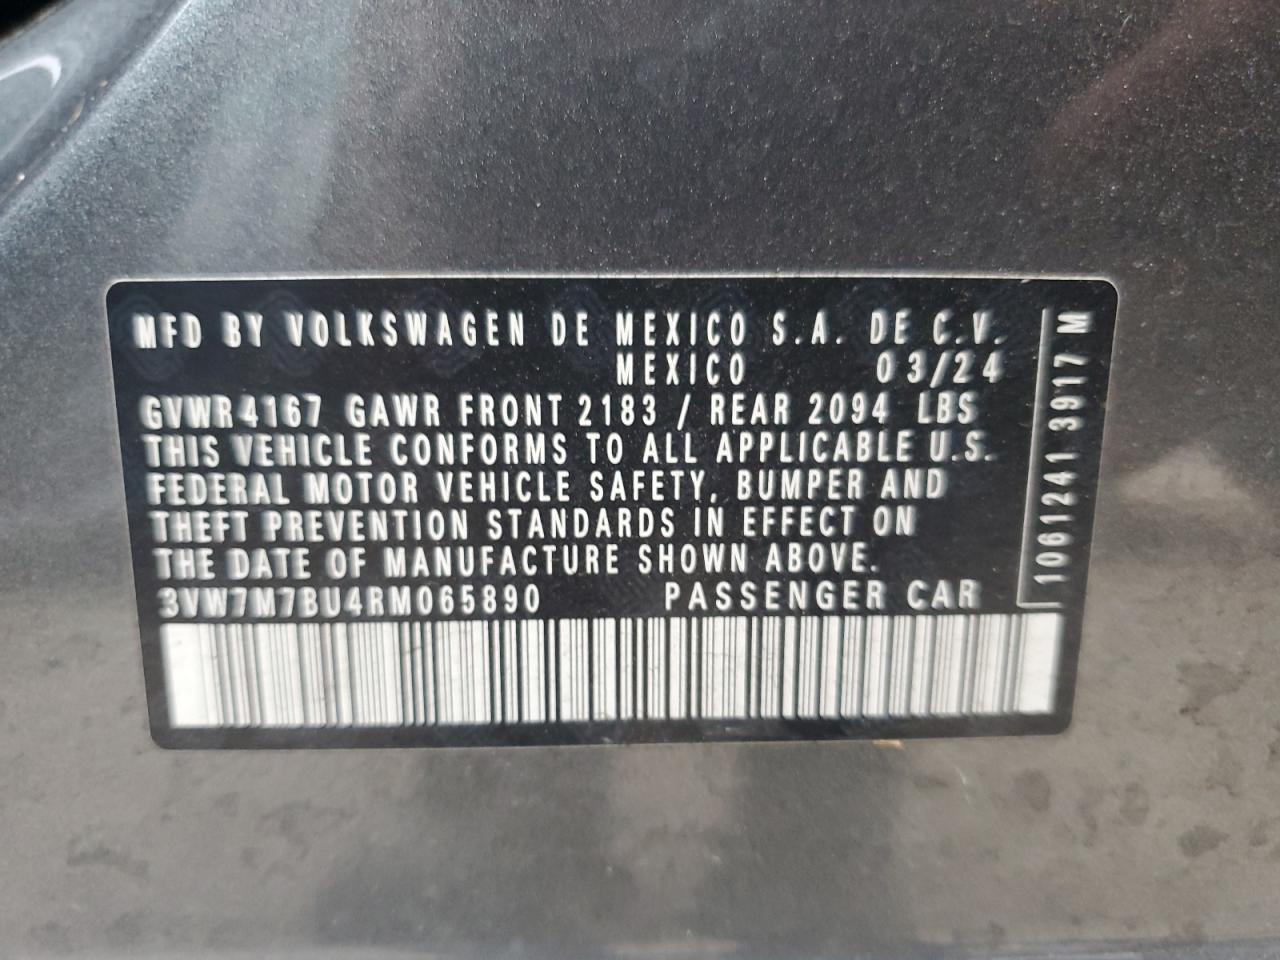 MFD BY VOLKSWAGEN DE MEXICO S.A. DE C.V.
MEXICO 03/24
GVWR 4167 GAWR FRONT 2183 / REAR 2094 LBS
THIS VEHICLE CONFORMS TO ALL APPLICABLE U.S.
FEDERAL MOTOR VEHICLE SAFETY, BUMPER AND
THEFT PREVENTION STANDARDS IN EFFECT ON
THE DATE OF MANUFACTURE SHOWN ABOVE.
3VW7M7BU4RM065890 PASSENGER CAR
1061241 3917 M